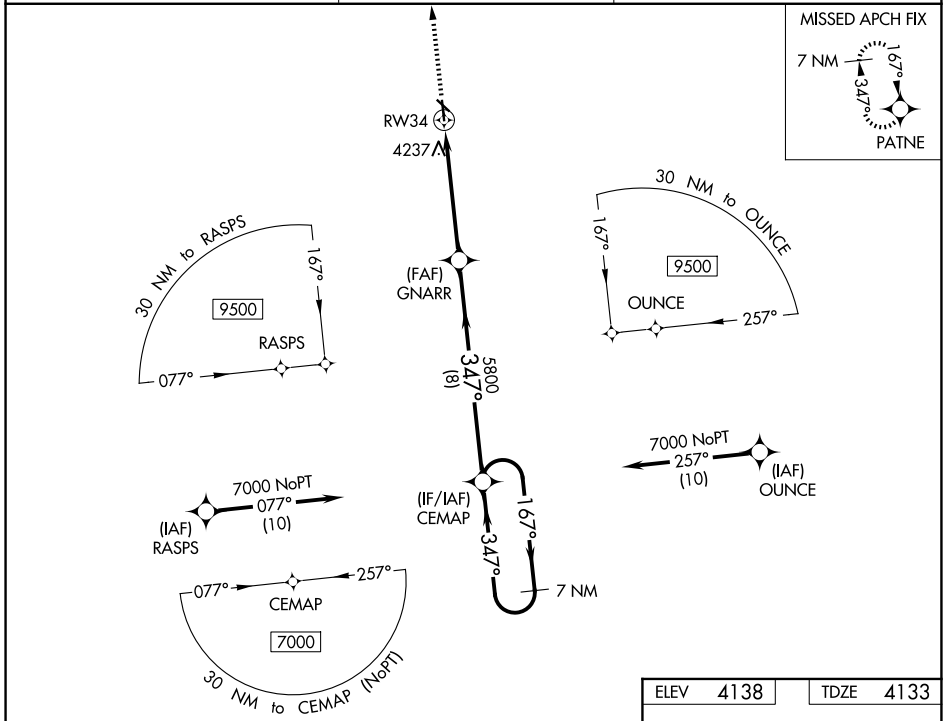 MISSED APCH FIX
7 NM
167°
347°
PATNE
RW34
4237
30 NM to RASPS
167°
9500
RASPS
077°
(FAF)
GNARR
30 NM to OUNCE
167°
9500
OUNCE
257°
5800
347°
(8)
7000 NoPT
257°
(10)
(IAF)
OUNCE
7000 NoPT
077°
(10)
(IAF)
RASPS
(IF/IAF)
CEMAP
167°
347°
7 NM
077°
257°
CEMAP
7000
30 NM to CEMAP (NoPT)
ELEV 4138
TDZE 4133